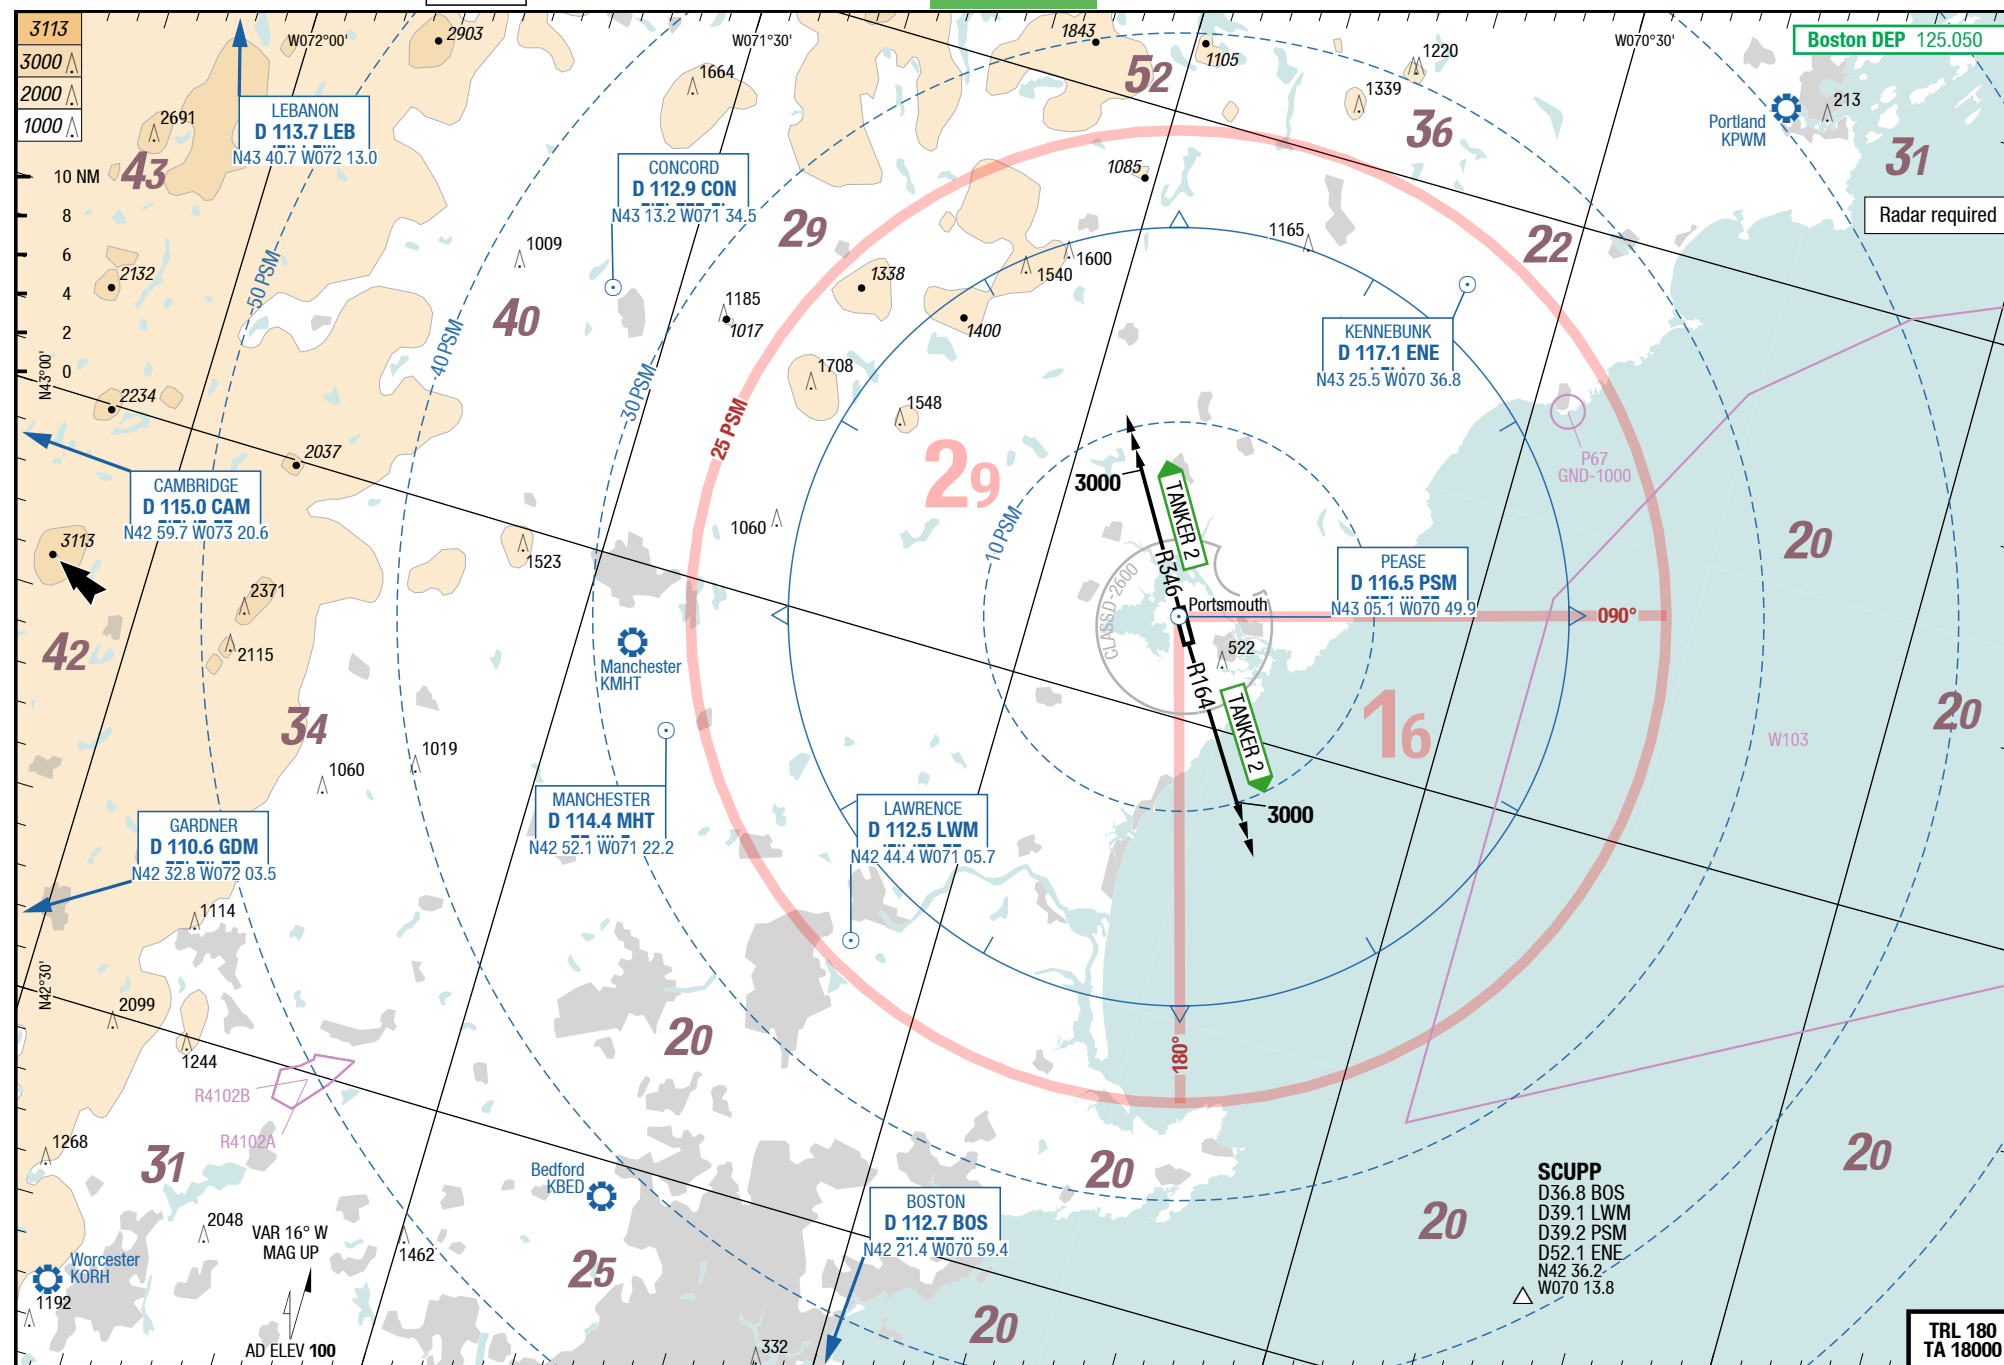 3113
3000
2000
1000
W072°00'
2903
W071°30'
1843
1105
W070°30'
Boston DEP 125.050
52
1220
1339
36
1664
2691
43
LEBANON
D 113.7 LEB
N43 40.7 W072 13.0
Portland
KPWM
213
31
10 NM
8
6
4
2
0
CONCORD
D 112.9 CON
N43 13.2 W071 34.5
1085
Radar required
29
1009
1165
22
2132
50 PSM
1338
1540
1600
40
1185
1017
1400
KENNEBUNK
D 117.1 ENE
N43 25.5 W070 36.8
40 PSM
30 PSM
N43°00'
2234
1708
1548
25 PSM
2037
29
P67
GND-1000
3000
TANKER 2
CAMBRIDGE
D 115.0 CAM
N42 59.7 W073 20.6
1060
10 PSM
20
3113
1523
R346
CLASS D-2600
PEASE
D 116.5 PSM
N43 05.1 W070 49.9
Portsmouth
090°
2371
42
2115
Manchester
KMHT
522
R164
TANKER 2
16
20
W103
34
1019
1060
3000
MANCHESTER
D 114.4 MHT
N42 52.1 W071 22.2
LAWRENCE
D 112.5 LWM
N42 44.4 W071 05.7
GARDNER
D 110.6 GDM
N42 32.8 W072 03.5
1114
N42°30'
2099
1244
20
180°
R4102B
R4102A
1268
31
Bedford
KBED
20
20
SCUPP
D36.8 BOS
D39.1 LWM
D39.2 PSM
D52.1 ENE
N42 36.2
W070 13.8
20
BOSTON
D 112.7 BOS
N42 21.4 W070 59.4
2048
VAR 16° W
MAG UP
1462
Worcester
KORH
25
1192
AD ELEV 100
332
20
TRL 180
TA 18000